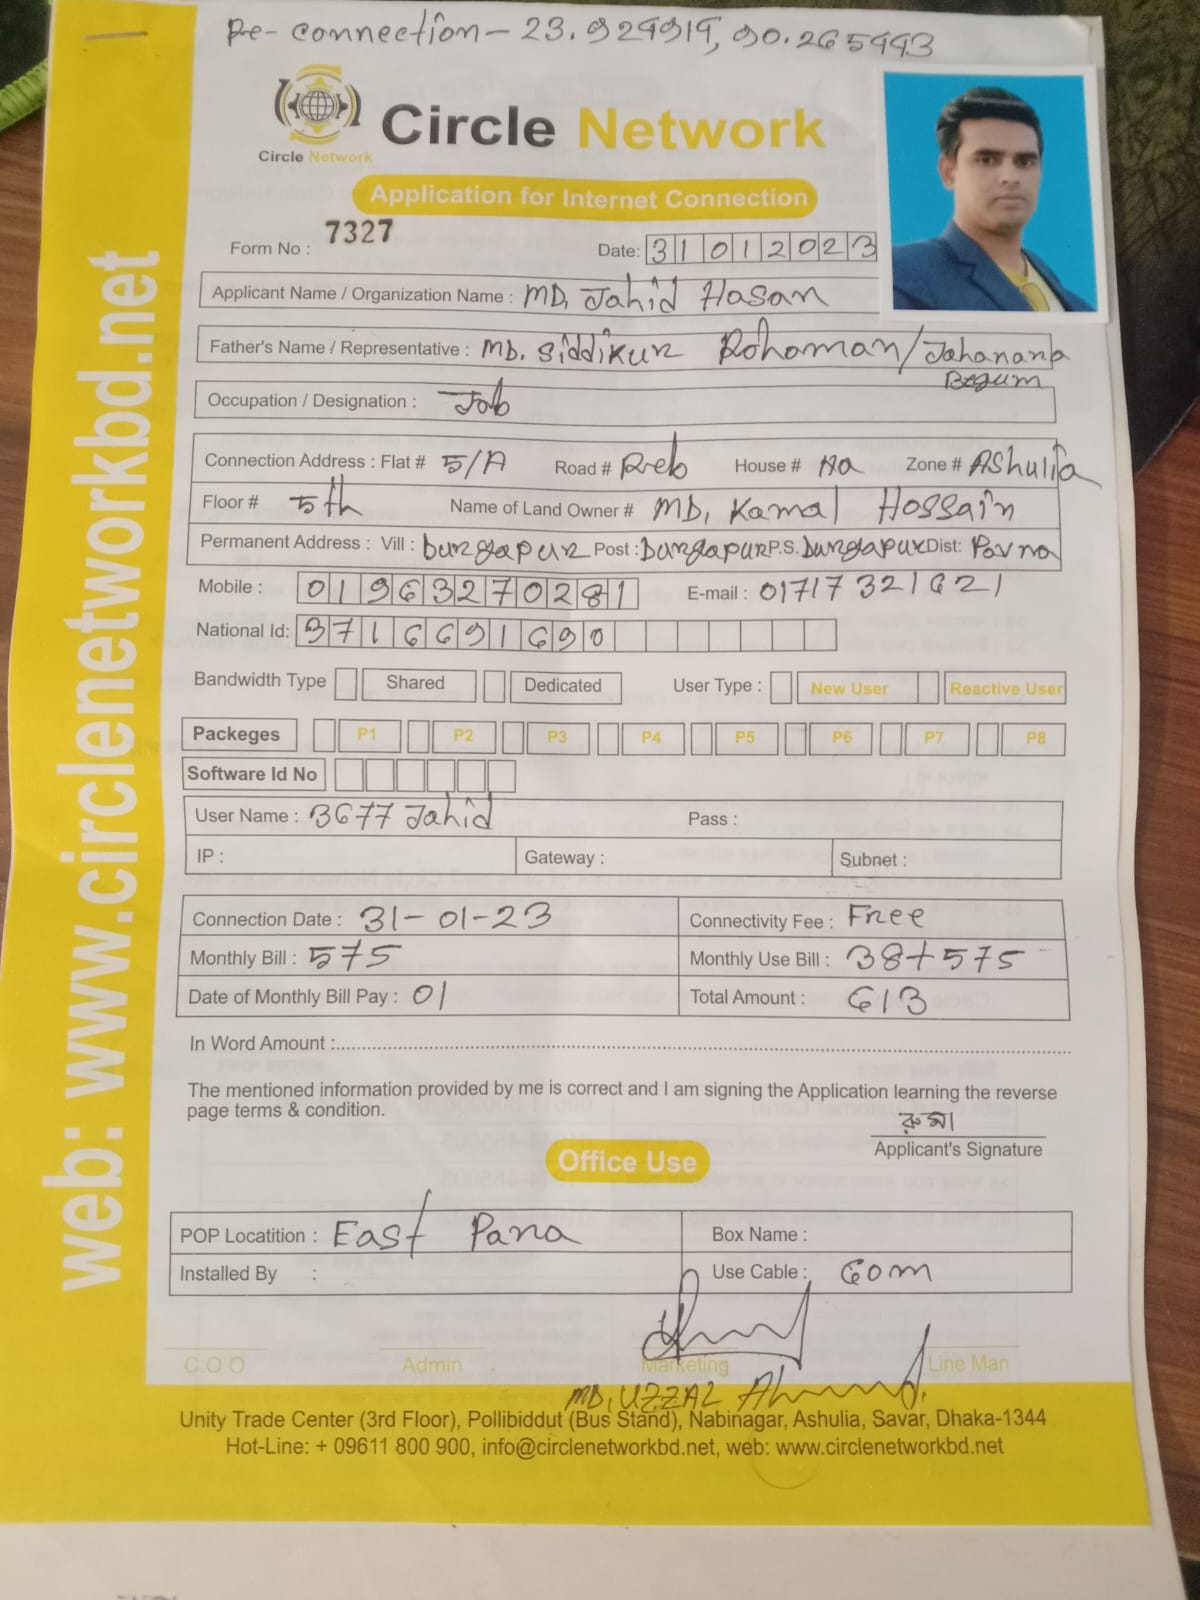 Re-connection - 23.929919, 90.265993
Circle Network
Circle Network
Application for Internet Connection
Form No : 7327
Date: 31012023
Applicant Name / Organization Name : MD, Jahid Hasan
Father's Name / Representative : MD. Siddikur Rohoman/Jahanara
Begum
Occupation / Designation : Job
Connection Address : Flat # 5/A Road # House # Na Zone # AShulia
Floor # 5th Name of Land Owner # MD, Kamal Hossain
Permanent Address : Vill : Durgapur Post : Durgapur P.S. Durgapur Dist:
Mobile : 01963270281 E-mail : 01717321621
National Id: 3716691690
Bandwidth Type Shared Dedicated User Type : New User Reactive User
Packeges P1 P2 P3 P4 P5 P6 P7 P8
Software Id No
User Name : 3677 Jahid Pass :
IP : Gateway : Subnet :
Connection Date : 31-01-23 Connectivity Fee : Free
Monthly Bill : 575 Monthly Use Bill : 38+575
Date of Monthly Bill Pay : 01 Total Amount : 613
In Word Amount :
The mentioned information provided by me is correct and I am signing the Application learning the reverse
page terms & condition.
রুমা
Applicant's Signature
Office Use
POP Locatition : East Para Box Name :
Installed By : Use Cable : 60m
C.O.O Admin Marketing Line Man
MD, UZZAL Ahmed.
Unity Trade Center (3rd Floor), Pollibiddut (Bus Stand), Nabinagar, Ashulia, Savar, Dhaka-1344
Hot-Line: + 09611 800 900, info@circlenetworkbd.net, web: www.circlenetworkbd.net
web: www.circlenetworkbd.net